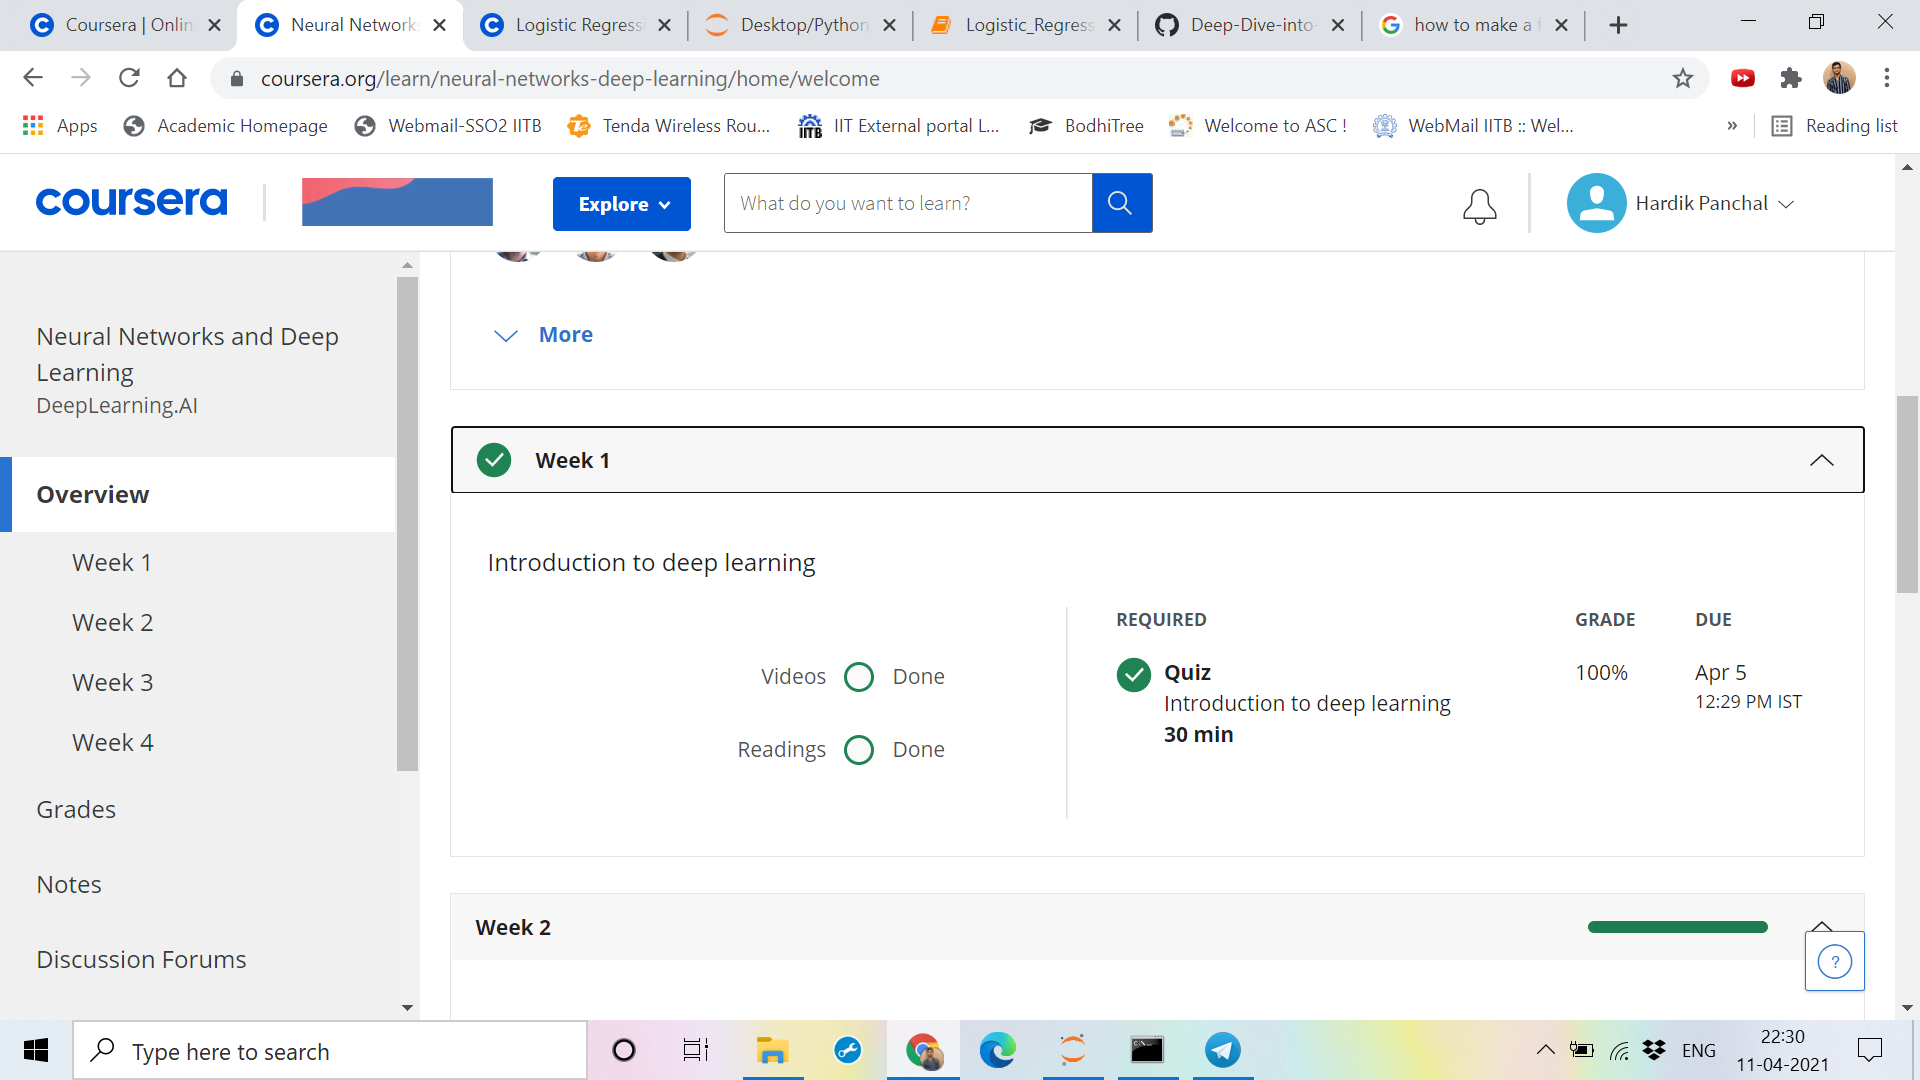 Coursera | Onlin
Neural Networks
Logistic Regressi
Desktop/Python
Logistic_Regress
Deep-Dive-into-
how to make a f
coursera.org/learn/neural-networks-deep-learning/home/welcome
Apps
Academic Homepage
Webmail-SSO2 IITB
Tenda Wireless Rou...
IITB
IIT External portal L...
BodhiTree
Welcome to ASC !
WebMail IITB :: Wel...
»
Reading list
coursera
Explore
What do you want to learn?
Hardik Panchal
More
Neural Networks and Deep
Learning
DeepLearning.AI
Overview
Week 1
Week 2
Week 3
Week 4
Grades
Notes
Discussion Forums
Week 1
Introduction to deep learning
Videos Done
Readings Done
REQUIRED GRADE DUE
Quiz 100% Apr 5
Introduction to deep learning 12:29 PM IST
30 min
Week 2
?
Type here to search
ENG
22:30
11-04-2021